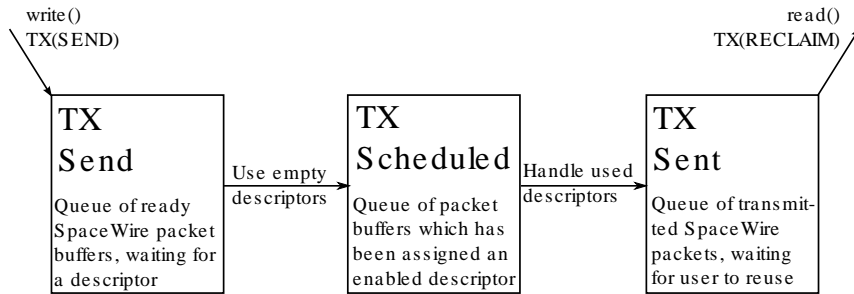 write()
TX(SEND)
read()
TX(RECLAIM)
TX
Send
Queue of ready
SpaceWire packet
buffers, waiting for
a descriptor
Use empty
descriptors
TX
Scheduled
Queue of packet
buffers which has
been assigned an
enabled descriptor
Handle used
descriptors
TX
Sent
Queue of transmit-
ted SpaceWire
packets, waiting
for user to reuse